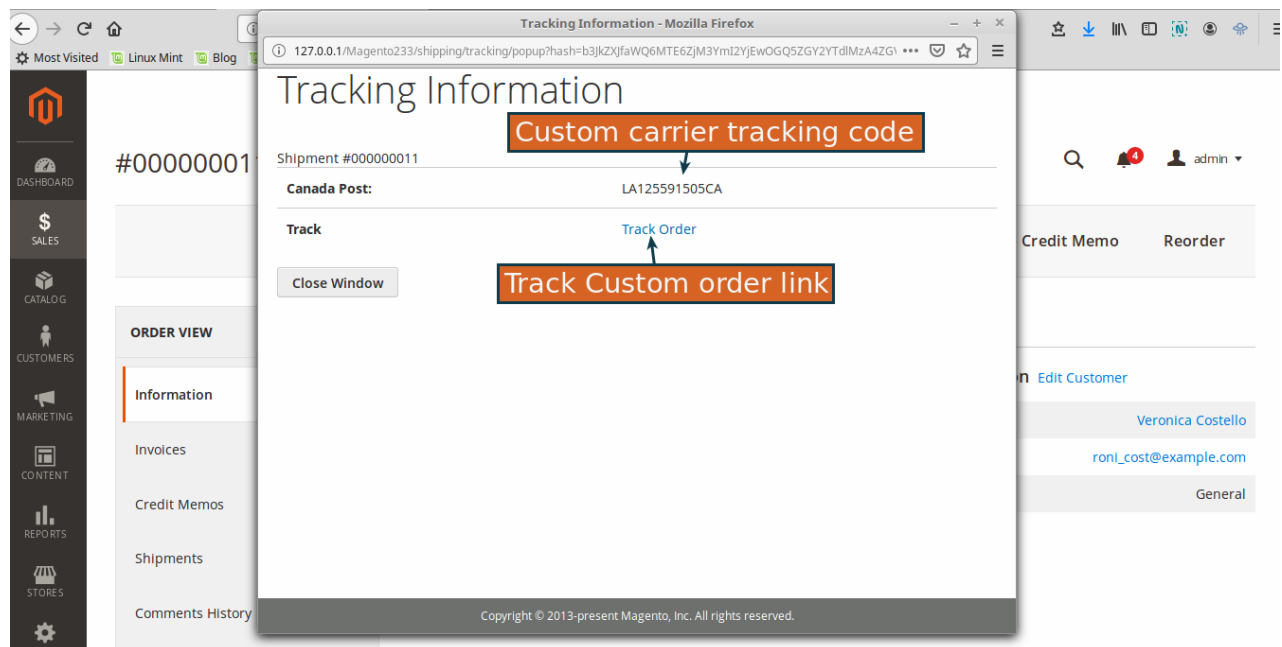 Tracking Information - Mozilla Firefox
127.0.0.1/Magento233/shipping/tracking/popup?hash=
Most Visited Linux Mint Blog
Tracking Information
Custom carrier tracking code
Shipment #000000011
#000000011
4
admin
DASHBOARD
Canada Post: LA125591505CA
$
SALES
Track Track Order
Credit Memo Reorder
Close Window
Track Custom order link
CATALOG
ORDER VIEW
CUSTOMERS
Edit Customer
Information
MARKETING
Veronica Costello
Invoices
roni_cost@example.com
CONTENT
General
Credit Memos
REPORTS
Shipments
STORES
Comments History
Copyright © 2013-present Magento, Inc. All rights reserved.